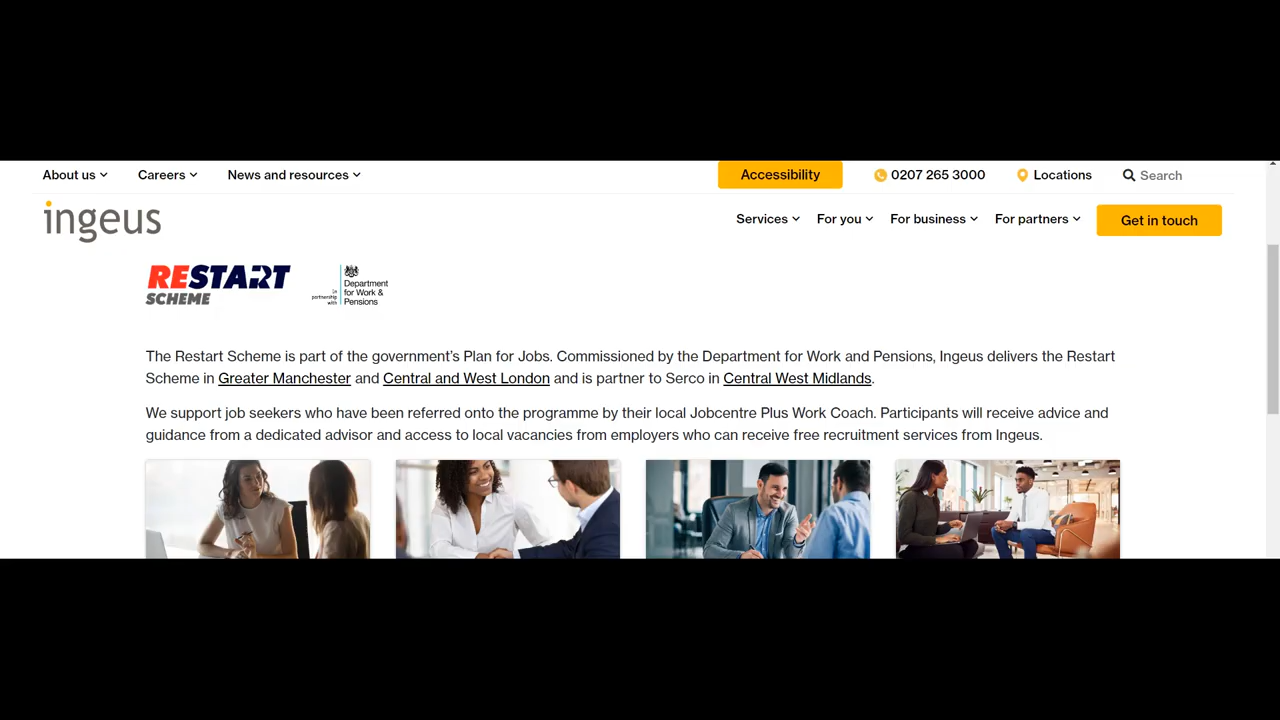 About us
Careers
News and resources
Accessibility
0207 265 3000
Locations
Search
ingeus
Services
For you
For business
For partners
Get in touch
RESTART
SCHEME
in
partnership
with
Department
for Work &
Pensions
The Restart Scheme is part of the government's Plan for Jobs. Commissioned by the Department for Work and Pensions, Ingeus delivers the Restart
Scheme in Greater Manchester and Central and West London and is partner to Serco in Central West Midlands.
We support job seekers who have been referred onto the programme by their local Jobcentre Plus Work Coach. Participants will receive advice and
guidance from a dedicated advisor and access to local vacancies from employers who can receive free recruitment services from Ingeus.